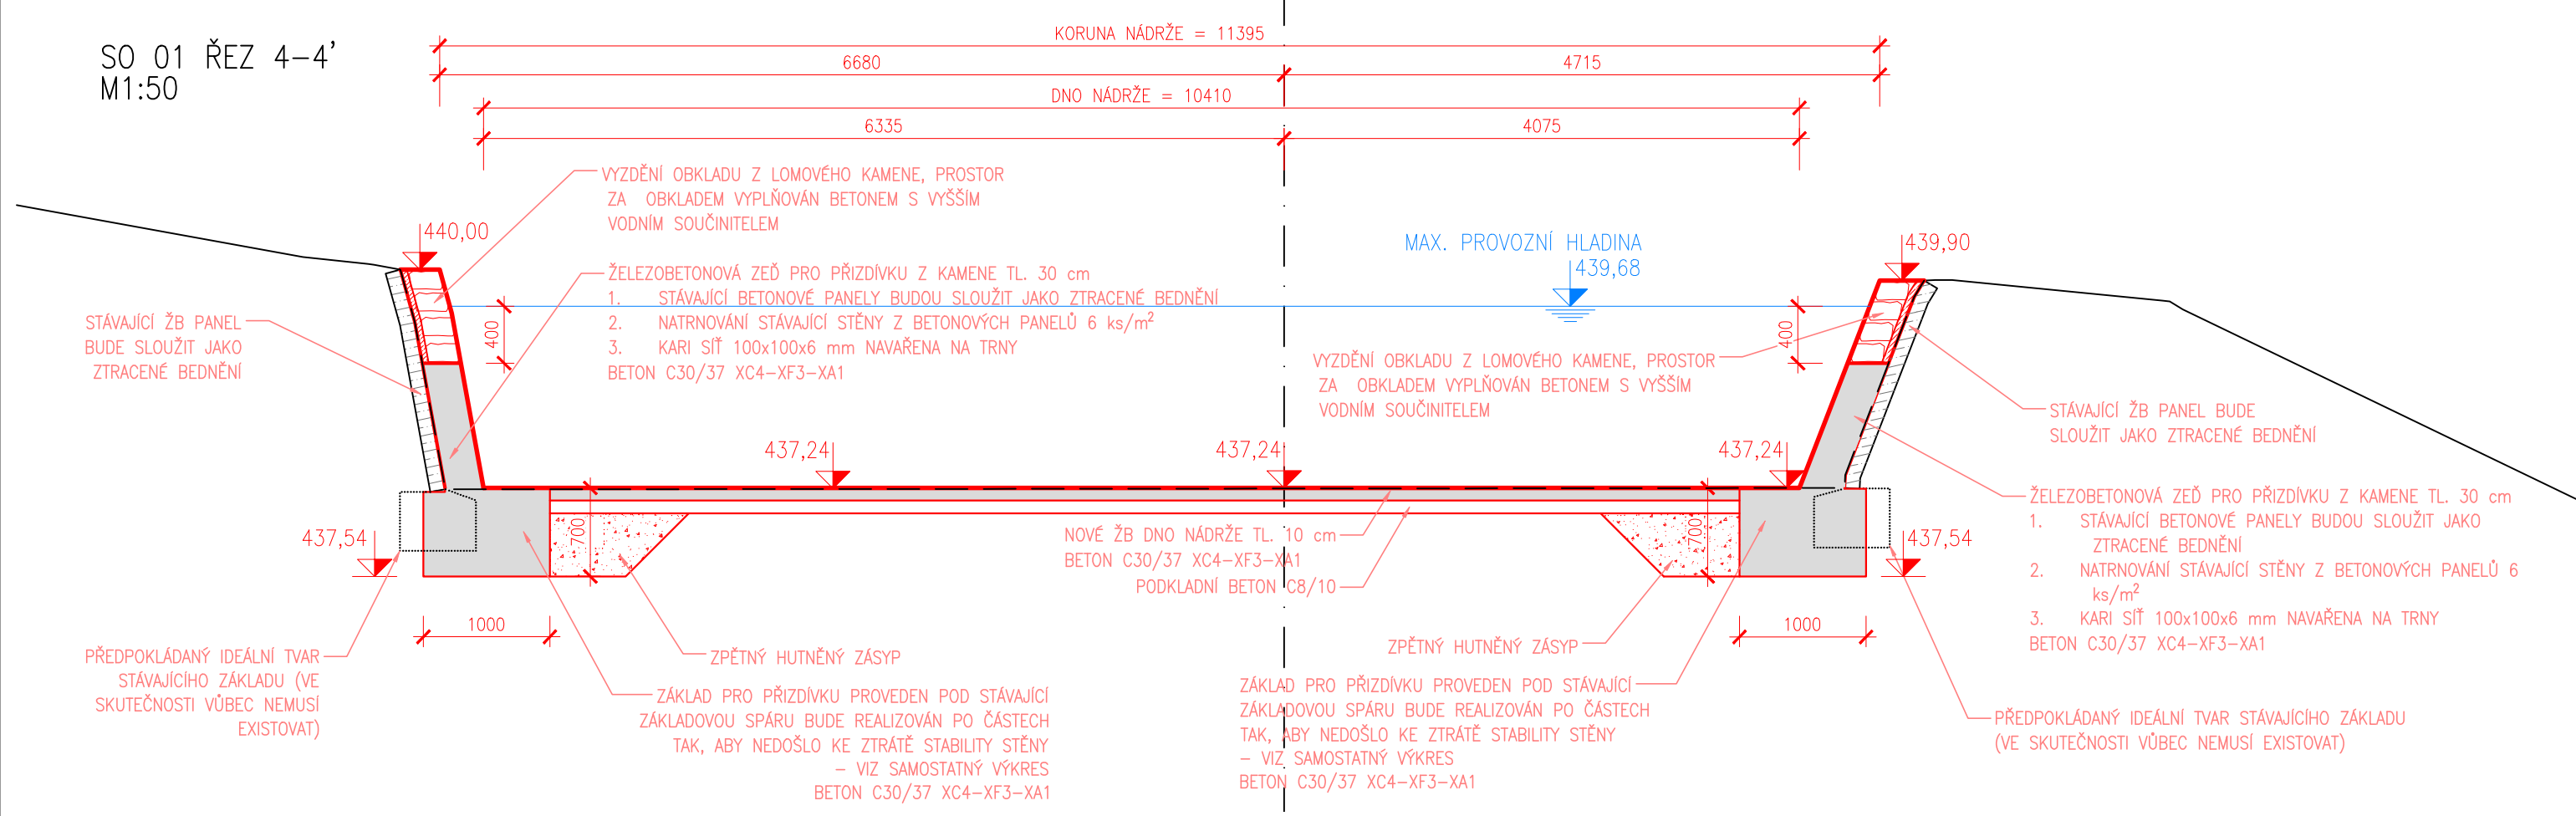 SO 01 ŘEZ 4-4'
M1:50
KORUNA NÁDRŽE = 11395
6680
4715
DNO NÁDRŽE = 10410
6335
4075
VYZDĚNÍ OBKLADU Z LOMOVÉHO KAMENE, PROSTOR
ZA OBKLADEM VYPLŇOVÁN BETONEM S VYŠŠÍM
VODNÍM SOUČINITELEM
440,00
MAX. PROVOZNÍ HLADINA
439,68
439,90
ŽELEZOBETONOVÁ ZEĎ PRO PŘIZDÍVKU Z KAMENE TL. 30 cm
1. STÁVAJÍCÍ BETONOVÉ PANELY BUDOU SLOUŽIT JAKO ZTRACENÉ BEDNĚNÍ
2. NATRNOVÁNÍ STÁVAJÍCÍ STĚNY Z BETONOVÝCH PANELŮ 6 ks/m²
3. KARI SÍŤ 100x100x6 mm NAVAŘENA NA TRNY
BETON C30/37 XC4-XF3-XA1
STÁVAJÍCÍ ŽB PANEL
BUDE SLOUŽIT JAKO
ZTRACENÉ BEDNĚNÍ
400
400
VYZDĚNÍ OBKLADU Z LOMOVÉHO KAMENE, PROSTOR
ZA OBKLADEM VYPLŇOVÁN BETONEM S VYŠŠÍM
VODNÍM SOUČINITELEM
STÁVAJÍCÍ ŽB PANEL BUDE
SLOUŽIT JAKO ZTRACENÉ BEDNĚNÍ
437,24
437,24
437,24
ŽELEZOBETONOVÁ ZEĎ PRO PŘIZDÍVKU Z KAMENE TL. 30 cm
1. STÁVAJÍCÍ BETONOVÉ PANELY BUDOU SLOUŽIT JAKO
ZTRACENÉ BEDNĚNÍ
2. NATRNOVÁNÍ STÁVAJÍCÍ STĚNY Z BETONOVÝCH PANELŮ 6
ks/m²
3. KARI SÍŤ 100x100x6 mm NAVAŘENA NA TRNY
BETON C30/37 XC4-XF3-XA1
437,54
700
NOVÉ ŽB DNO NÁDRŽE TL. 10 cm
BETON C30/37 XC4-XF3-XA1
PODKLADNÍ BETON C8/10
700
437,54
1000
1000
PŘEDPOKLÁDANÝ IDEÁLNÍ TVAR
STÁVAJÍCÍHO ZÁKLADU (VE
SKUTEČNOSTI VŮBEC NEMUSÍ
EXISTOVAT)
ZPĚTNÝ HUTNĚNÝ ZÁSYP
ZÁKLAD PRO PŘIZDÍVKU PROVEDEN POD STÁVAJÍCÍ
ZÁKLADOVOU SPÁRU BUDE REALIZOVÁN PO ČÁSTECH
TAK, ABY NEDOŠLO KE ZTRÁTĚ STABILITY STĚNY
- VIZ SAMOSTATNÝ VÝKRES
BETON C30/37 XC4-XF3-XA1
ZPĚTNÝ HUTNĚNÝ ZÁSYP
ZÁKLAD PRO PŘIZDÍVKU PROVEDEN POD STÁVAJÍCÍ
ZÁKLADOVOU SPÁRU BUDE REALIZOVÁN PO ČÁSTECH
TAK, ABY NEDOŠLO KE ZTRÁTĚ STABILITY STĚNY
- VIZ SAMOSTATNÝ VÝKRES
BETON C30/37 XC4-XF3-XA1
PŘEDPOKLÁDANÝ IDEÁLNÍ TVAR STÁVAJÍCÍHO ZÁKLADU
(VE SKUTEČNOSTI VŮBEC NEMUSÍ EXISTOVAT)